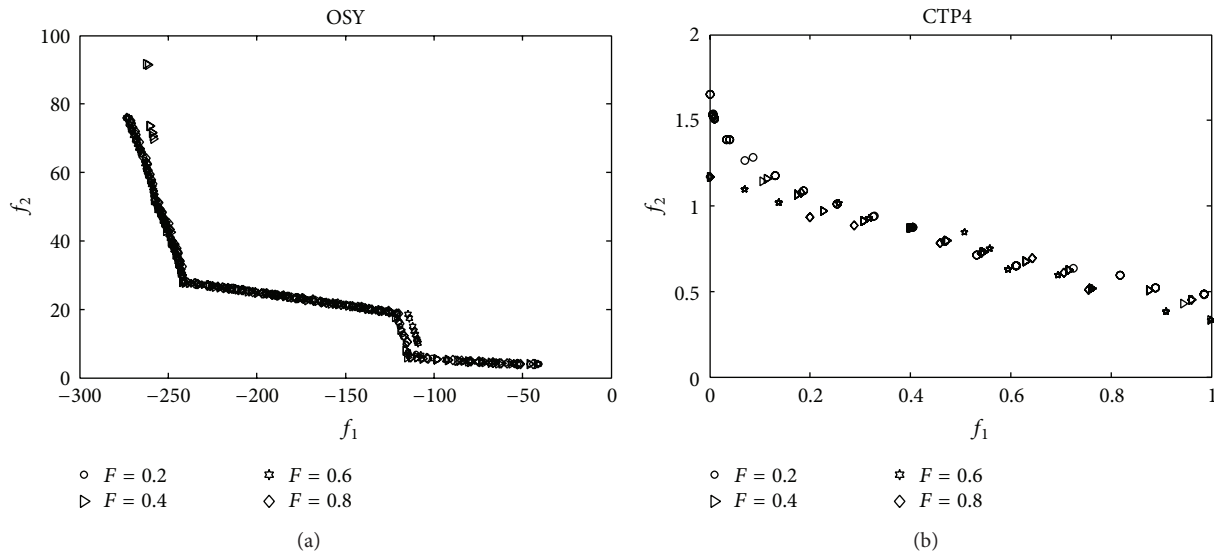 OSY
100
80
60
40
20
0
f2
−300
−250
−200
−150
−100
−50
0
f1
F = 0.2
F = 0.6
F = 0.4
F = 0.8
(a)
CTP4
2
1.5
1
0.5
0
f2
0
0.2
0.4
0.6
0.8
1
f1
F = 0.2
F = 0.6
F = 0.4
F = 0.8
(b)